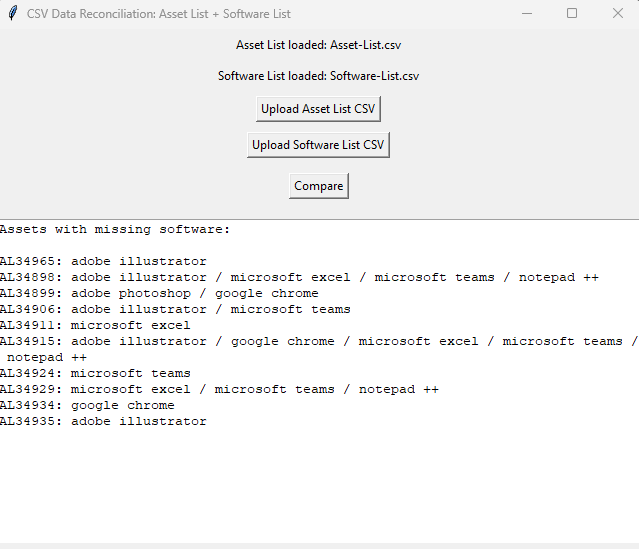 CSV Data Reconciliation: Asset List + Software List
Asset List loaded: Asset-List.csv
Software List loaded: Software-List.csv
Upload Asset List CSV
Upload Software List CSV
Compare
Assets with missing software:
AL34965: adobe illustrator
AL34898: adobe illustrator / microsoft excel / microsoft teams / notepad ++
AL34899: adobe photoshop / google chrome
AL34906: adobe illustrator / microsoft teams
AL34911: microsoft excel
AL34915: adobe illustrator / google chrome / microsoft excel / microsoft teams /
notepad ++
AL34924: microsoft teams
AL34929: microsoft excel / microsoft teams / notepad ++
AL34934: google chrome
AL34935: adobe illustrator